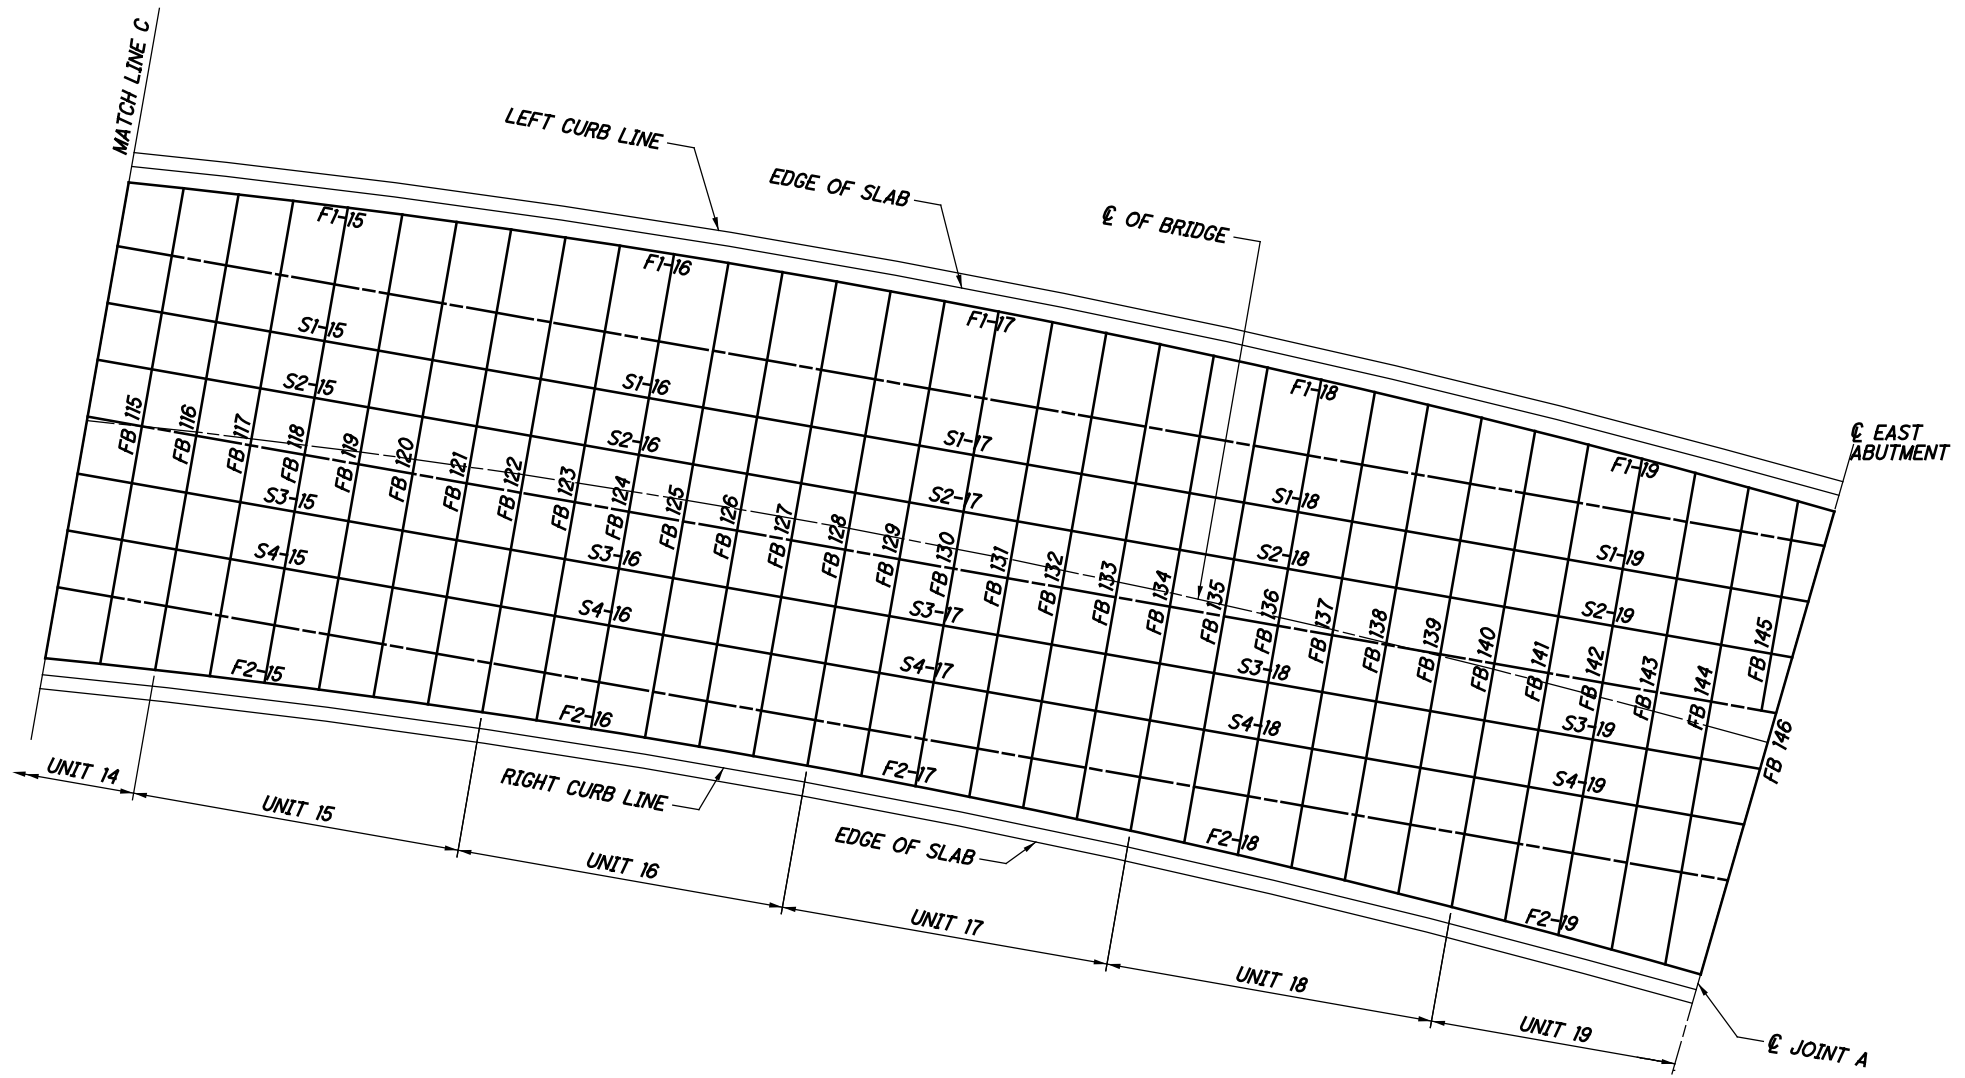 MATCH LINE C
LEFT CURB LINE
EDGE OF SLAB
℄ OF BRIDGE
℄ EAST
ABUTMENT
F1-15
F1-16
F1-17
F1-18
F1-19
S1-15
S1-16
S1-17
S1-18
S1-19
S2-15
S2-16
S2-17
S2-18
S2-19
FB 115
FB 116
FB 117
FB 118
FB 119
FB 120
FB 121
FB 122
FB 123
FB 124
FB 125
FB 126
FB 127
FB 128
FB 129
FB 130
FB 131
FB 132
FB 133
FB 134
FB 135
FB 136
FB 137
FB 138
FB 139
FB 140
FB 141
FB 142
FB 143
FB 144
FB 145
FB 146
S3-15
S3-16
S3-17
S3-18
S3-19
S4-15
S4-16
S4-17
S4-18
S4-19
F2-15
F2-16
F2-17
F2-18
F2-19
UNIT 14
UNIT 15
UNIT 16
UNIT 17
UNIT 18
UNIT 19
RIGHT CURB LINE
EDGE OF SLAB
℄ JOINT A